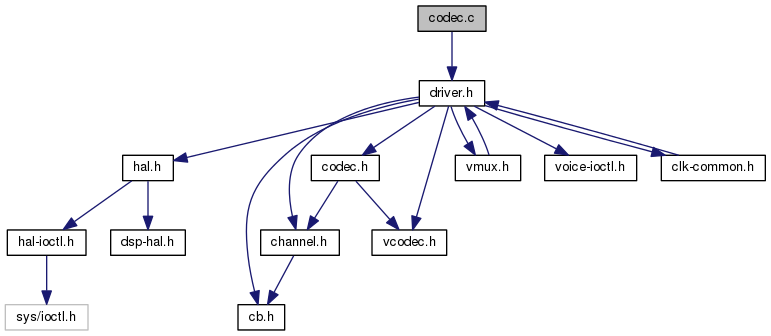 codec.c
driver.h
hal.h
codec.h
vmux.h
voice-ioctl.h
clk-common.h
hal-ioctl.h
dsp-hal.h
channel.h
vcodec.h
sys/ioctl.h
cb.h